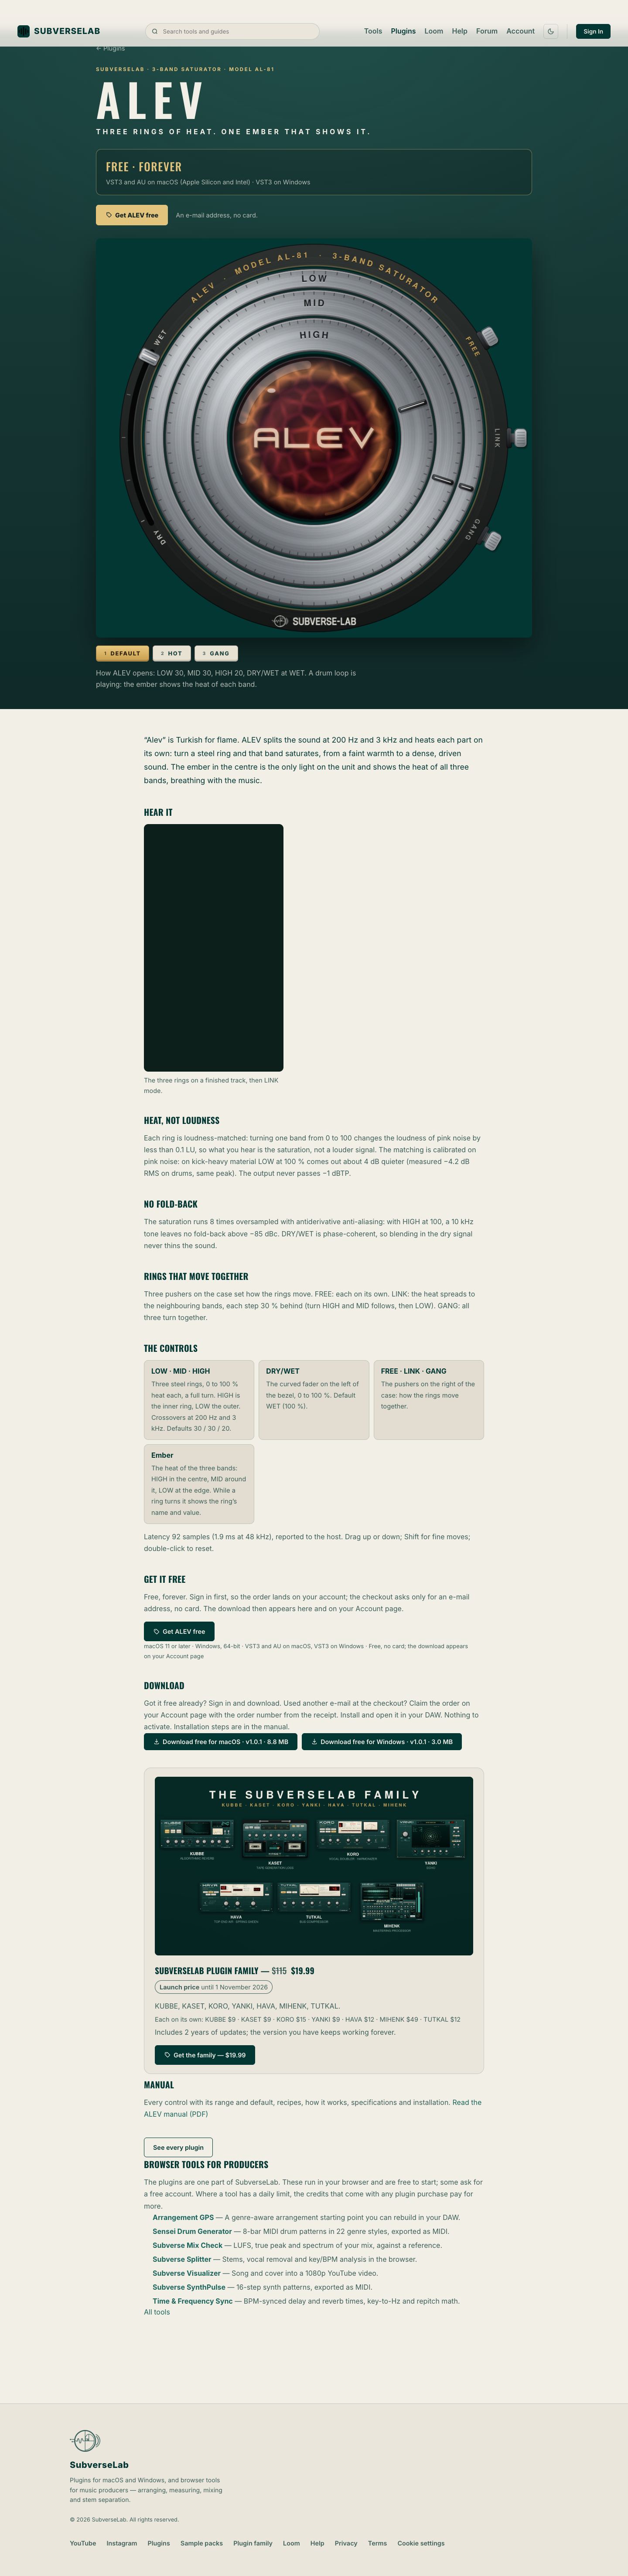 SUBVERSELAB
Search tools and guides
Tools Plugins Loom Help Forum Account
Sign In
← Plugins
SUBVERSELAB · 3-BAND SATURATOR · MODEL AL-81
ALEV
THREE RINGS OF HEAT. ONE EMBER THAT SHOWS IT.
FREE · FOREVER
VST3 and AU on macOS (Apple Silicon and Intel) · VST3 on Windows
Get ALEV free
An e-mail address, no card.
ALEV · MODEL AL-81 · 3-BAND SATURATOR
LOW
MID
HIGH
WET
FREE
ALEV
LINK
DRY
GANG
SUBVERSE-LAB
1 DEFAULT
2 HOT
3 GANG
How ALEV opens: LOW 30, MID 30, HIGH 20, DRY/WET at WET. A drum loop is
playing: the ember shows the heat of each band.
“Alev” is Turkish for flame. ALEV splits the sound at 200 Hz and 3 kHz and heats each part on
its own: turn a steel ring and that band saturates, from a faint warmth to a dense, driven
sound. The ember in the centre is the only light on the unit and shows the heat of all three
bands, breathing with the music.
HEAR IT
The three rings on a finished track, then LINK
mode.
HEAT, NOT LOUDNESS
Each ring is loudness-matched: turning one band from 0 to 100 changes the loudness of pink noise by
less than 0.1 LU, so what you hear is the saturation, not a louder signal. The matching is calibrated on
pink noise: on kick-heavy material LOW at 100 % comes out about 4 dB quieter (measured −4.2 dB
RMS on drums, same peak). The output never passes −1 dBTP.
NO FOLD-BACK
The saturation runs 8 times oversampled with antiderivative anti-aliasing: with HIGH at 100, a 10 kHz
tone leaves no fold-back above −85 dBc. DRY/WET is phase-coherent, so blending in the dry signal
never thins the sound.
RINGS THAT MOVE TOGETHER
Three pushers on the case set how the rings move. FREE: each on its own. LINK: the heat spreads to
the neighbouring bands, each step 30 % behind (turn HIGH and MID follows, then LOW). GANG: all
three turn together.
THE CONTROLS
LOW · MID · HIGH
Three steel rings, 0 to 100 %
heat each, a full turn. HIGH is
the inner ring, LOW the outer.
Crossovers at 200 Hz and 3
kHz. Defaults 30 / 30 / 20.
DRY/WET
The curved fader on the left of
the bezel, 0 to 100 %. Default
WET (100 %).
FREE · LINK · GANG
The pushers on the right of the
case: how the rings move
together.
Ember
The heat of the three bands:
HIGH in the centre, MID around
it, LOW at the edge. While a
ring turns it shows the ring's
name and value.
Latency 92 samples (1.9 ms at 48 kHz), reported to the host. Drag up or down; Shift for fine moves;
double-click to reset.
GET IT FREE
Free, forever. Sign in first, so the order lands on your account; the checkout asks only for an e-mail
address, no card. The download then appears here and on your Account page.
Get ALEV free
macOS 11 or later · Windows, 64-bit · VST3 and AU on macOS, VST3 on Windows · Free, no card; the download appears
on your Account page
DOWNLOAD
Got it free already? Sign in and download. Used another e-mail at the checkout? Claim the order on
your Account page with the order number from the receipt. Install and open it in your DAW. Nothing to
activate. Installation steps are in the manual.
Download free for macOS · v1.0.1 · 8.8 MB
Download free for Windows · v1.0.1 · 3.0 MB
THE SUBVERSELAB FAMILY
KUBBE · KASET · KORO · YANKI · HAVA · TUTKAL · MIHENK
KUBBE
KASET
KORO
YANKI
HAVA
TUTKAL
MIHENK
SUBVERSELAB PLUGIN FAMILY — $115 $19.99
Launch price until 1 November 2026
KUBBE, KASET, KORO, YANKI, HAVA, MIHENK, TUTKAL.
Each on its own: KUBBE $9 · KASET $9 · KORO $15 · YANKI $9 · HAVA $12 · MIHENK $49 · TUTKAL $12
Includes 2 years of updates; the version you have keeps working forever.
Get the family — $19.99
MANUAL
Every control with its range and default, recipes, how it works, specifications and installation. Read the
ALEV manual (PDF)
See every plugin
BROWSER TOOLS FOR PRODUCERS
The plugins are one part of SubverseLab. These run in your browser and are free to start; some ask for
a free account. Where a tool has a daily limit, the credits that come with any plugin purchase pay for
more.
Arrangement GPS — A genre-aware arrangement starting point you can rebuild in your DAW.
Sensei Drum Generator — 8-bar MIDI drum patterns in 22 genre styles, exported as MIDI.
Subverse Mix Check — LUFS, true peak and spectrum of your mix, against a reference.
Subverse Splitter — Stems, vocal removal and key/BPM analysis in the browser.
Subverse Visualizer — Song and cover into a 1080p YouTube video.
Subverse SynthPulse — 16-step synth patterns, exported as MIDI.
Time & Frequency Sync — BPM-synced delay and reverb times, key-to-Hz and repitch math.
All tools
SubverseLab
Plugins for macOS and Windows, and browser tools
for music producers — arranging, measuring, mixing
and stem separation.
© 2026 SubverseLab. All rights reserved.
YouTube Instagram Plugins Sample packs Plugin family Loom Help Privacy Terms Cookie settings